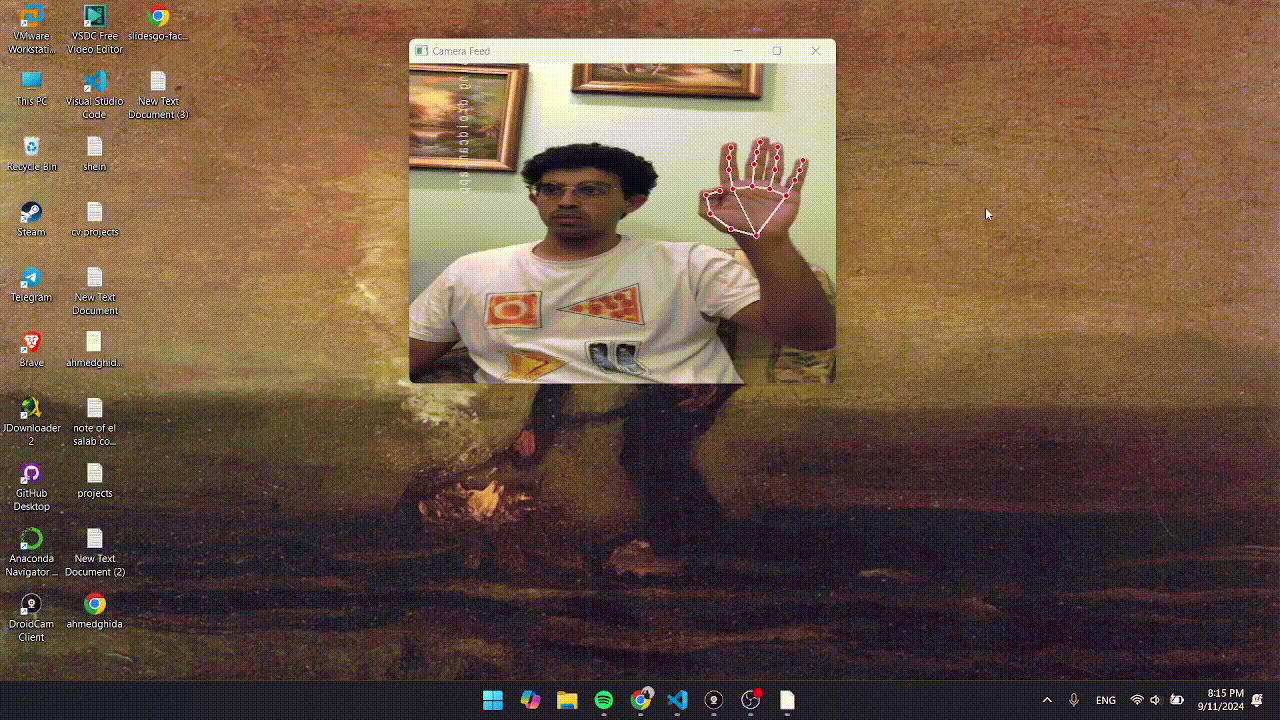 VMware
Workstati...
VSDC Free
Video Editor
slidesgo-fac...
This PC
Visual Studio
Code
New Text
Document (3)
Recycle Bin
shein
Steam
cv projects
Telegram
New Text
Document
Brave
ahmedghid...
JDownloader
2
note of el
salab co...
GitHub
Desktop
projects
Anaconda
Navigator ...
New Text
Document (2)
DroidCam
Client
ahmedghida
Camera Feed
ENG
8:15 PM
9/11/2024